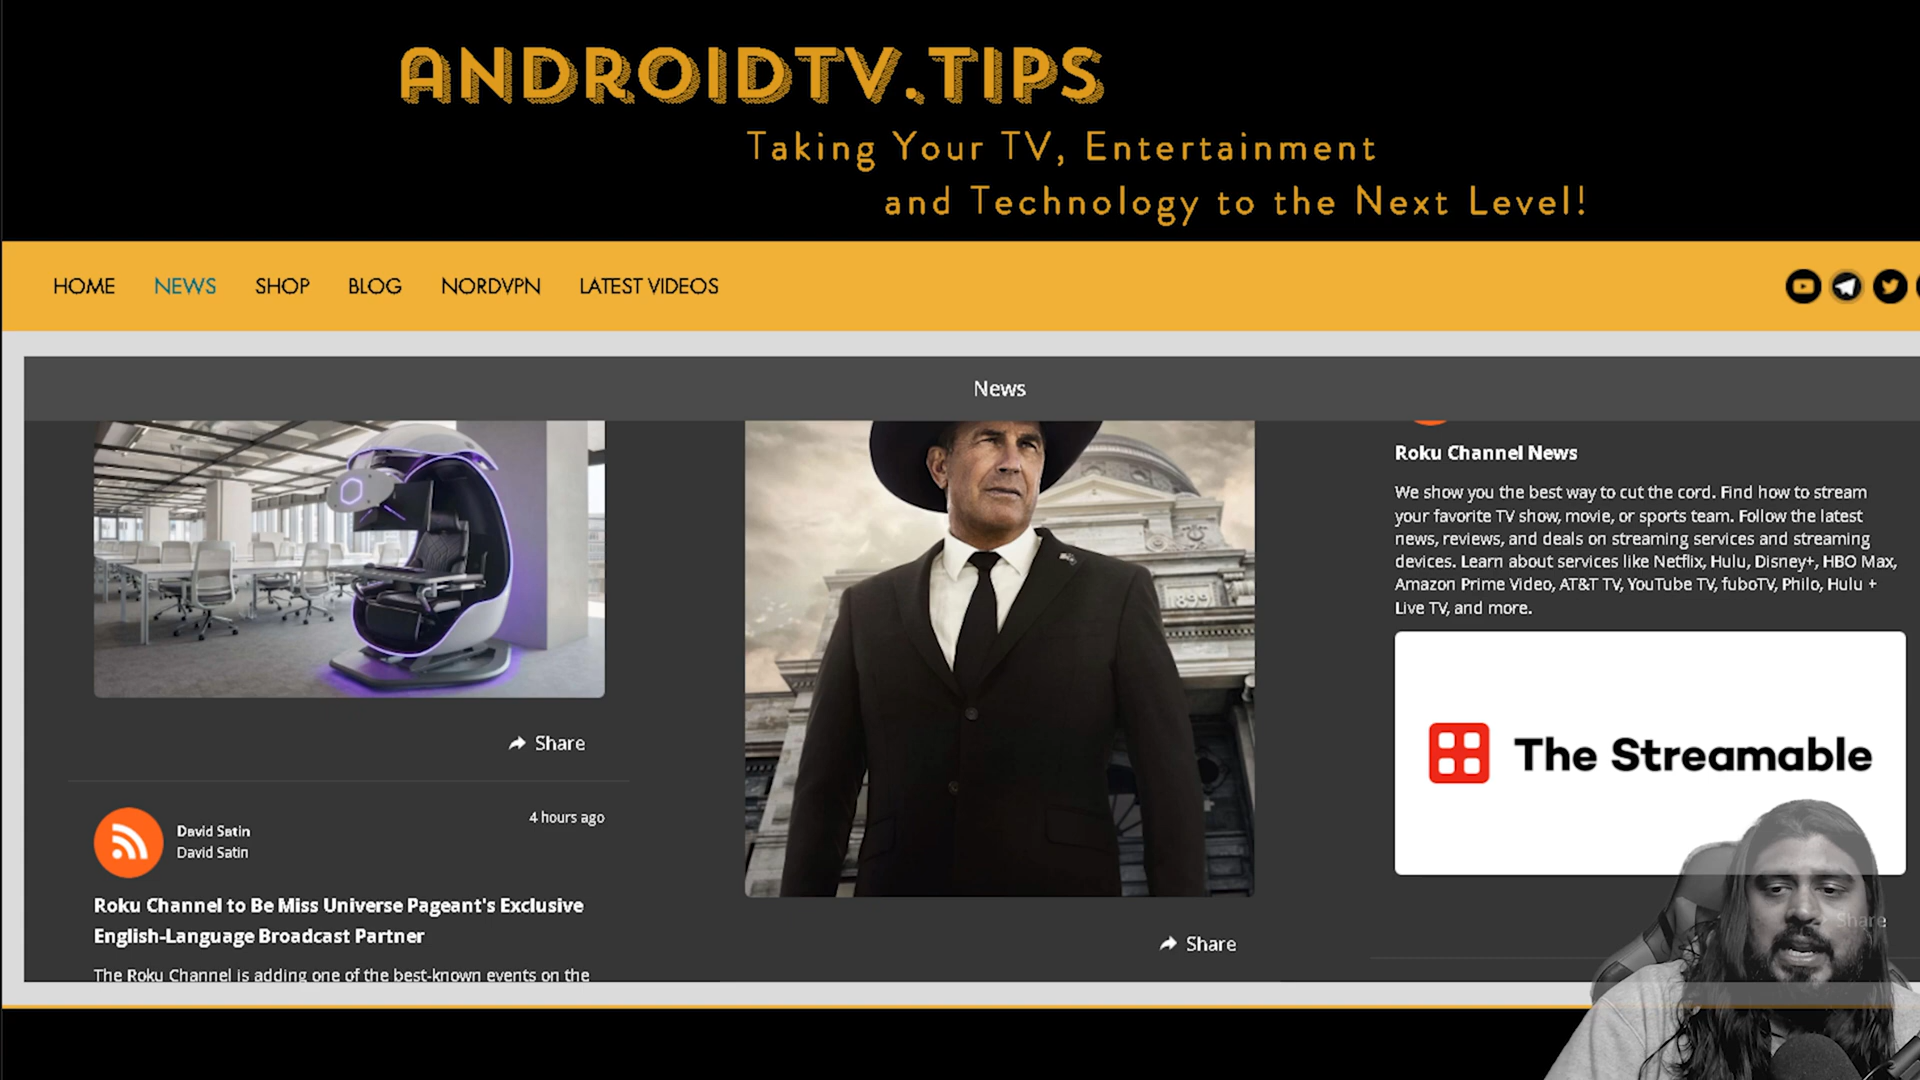 ANDROIDTV.TIPS
Taking Your TV, Entertainment
and Technology to the Next Level!
HOME NEWS SHOP BLOG NORDVPN LATEST VIDEOS
News
Share
David Satin
David Satin
4 hours ago
Roku Channel to Be Miss Universe Pageant's Exclusive
English-Language Broadcast Partner
The Roku Channel is adding one of the best-known events on the
1899
Share
Roku Channel News
We show you the best way to cut the cord. Find how to stream
your favorite TV show, movie, or sports team. Follow the latest
news, reviews, and deals on streaming services and streaming
devices. Learn about services like Netflix, Hulu, Disney+, HBO Max,
Amazon Prime Video, AT&T TV, YouTube TV, fuboTV, Philo, Hulu +
Live TV, and more.
The Streamable
Share